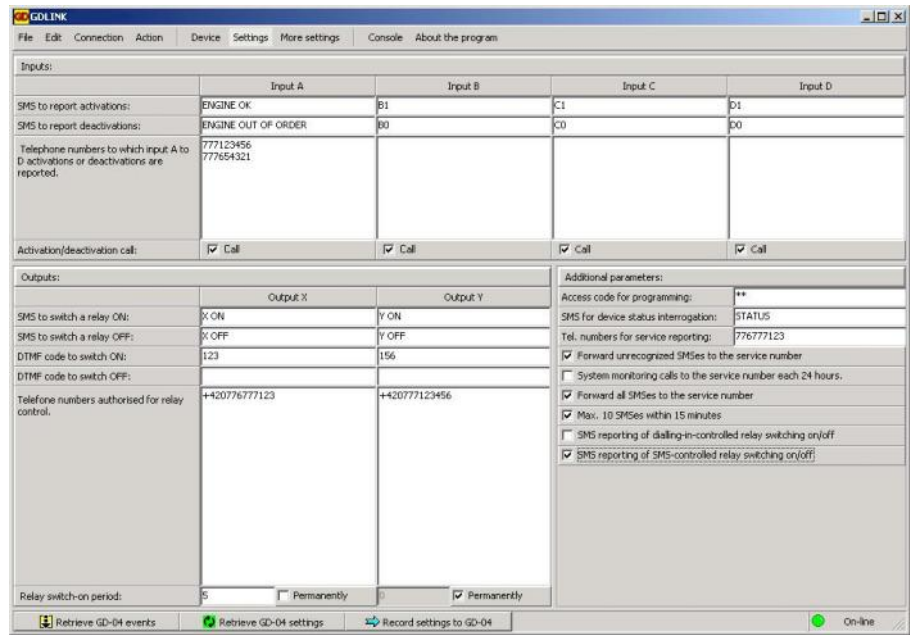 GD GDLINK
File Edit Connection Action Device Settings More settings Console About the program
Inputs:
Input A Input B Input C Input D
SMS to report activations: ENGINE OK B1 C1 D1
SMS to report deactivations: ENGINE OUT OF ORDER B0 C0 D0
Telephone numbers to which input A to
D activations or deactivations are
reported.
777123456
777654321
Activation/deactivation call: Call Call Call Call
Outputs:
Output X Output Y
SMS to switch a relay ON: X ON Y ON
SMS to switch a relay OFF: X OFF Y OFF
DTMF code to switch ON: 123 156
DTMF code to switch OFF:
Telefone numbers authorised for relay
control.
+420776777123 +420777123456
Relay switch-on period: 5 Permanently 0 Permanently
Additional parameters:
Access code for programming: **
SMS for device status interrogation: STATUS
Tel. numbers for service reporting: 776777123
Forward unrecognized SMSes to the service number
System monitoring calls to the service number each 24 hours.
Forward all SMSes to the service number
Max. 10 SMSes within 15 minutes
SMS reporting of dialling-in-controlled relay switching on/off
SMS reporting of SMS-controlled relay switching on/off
Retrieve GD-04 events Retrieve GD-04 settings Record settings to GD-04 On-line